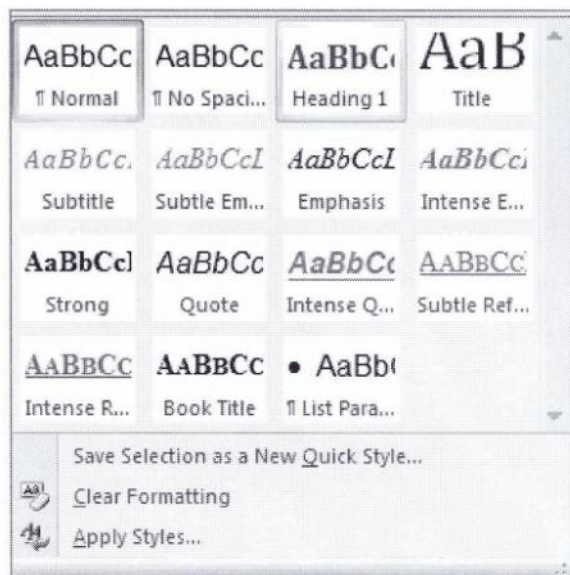 AaBbCc AaBbCc AaBbC AaB
¶ Normal ¶ No Spaci... Heading 1 Title
AaBbCc. AaBbCcL AaBbCcL AaBbCcl
Subtitle Subtle Em... Emphasis Intense E...
AaBbCcl AaBbCc AaBbCc AABBCC
Strong Quote Intense Q... Subtle Ref...
AABBCC AABBCC • AaBb
Intense R... Book Title ¶ List Para...
Save Selection as a New Quick Style...
Clear Formatting
Apply Styles...